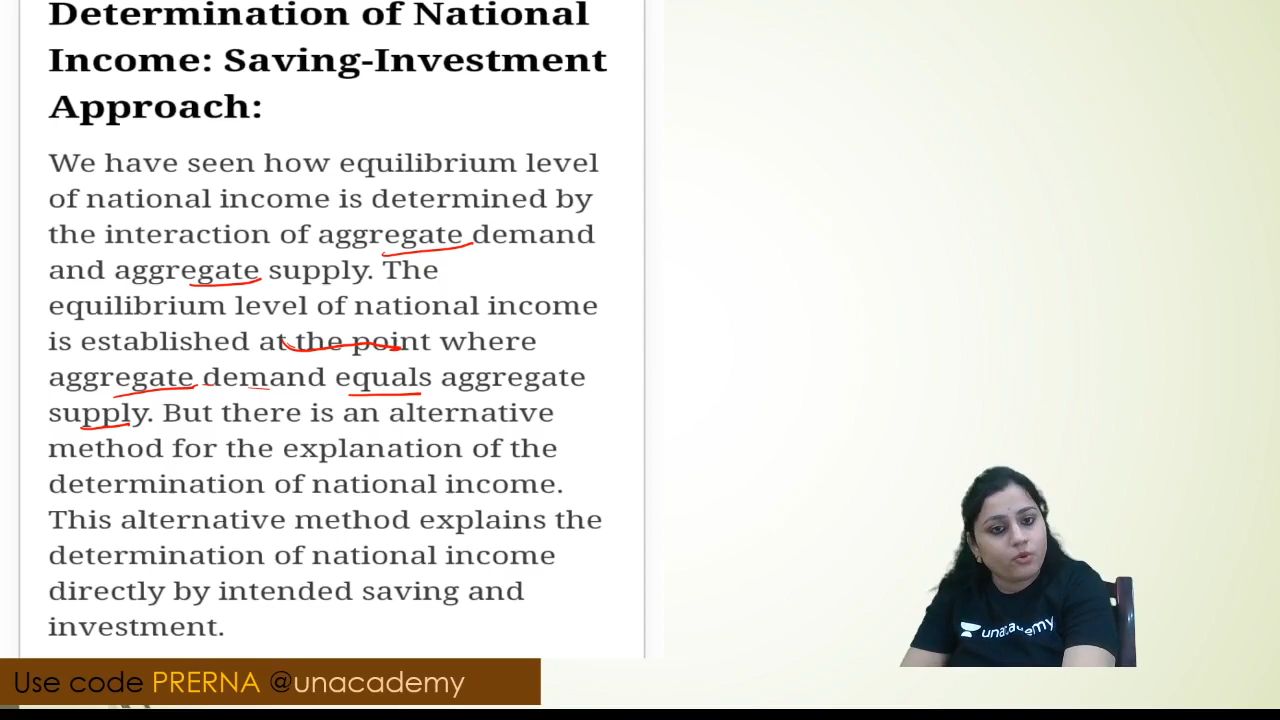 Determination of National
Income: Saving-Investment
Approach:
We have seen how equilibrium level
of national income is determined by
the interaction of aggregate demand
and aggregate supply. The
equilibrium level of national income
is established at the point where
aggregate demand equals aggregate
supply. But there is an alternative
method for the explanation of the
determination of national income.
This alternative method explains the
determination of national income
directly by intended saving and
investment.
unacademy
Use code PRERNA @unacademy